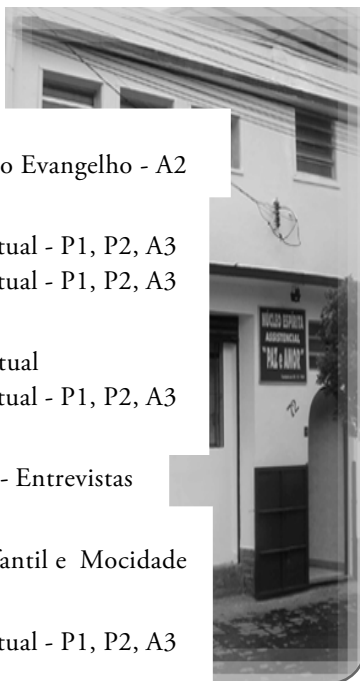 o Evangelho - A2
tual - P1, P2, A3
tual - P1, P2, A3
tual
tual - P1, P2, A3
- Entrevistas
antil e Mocidade
tual - P1, P2, A3
NÚCLEO ESPÍRITA
ASSISTENCIAL
"PAZ e AMOR"